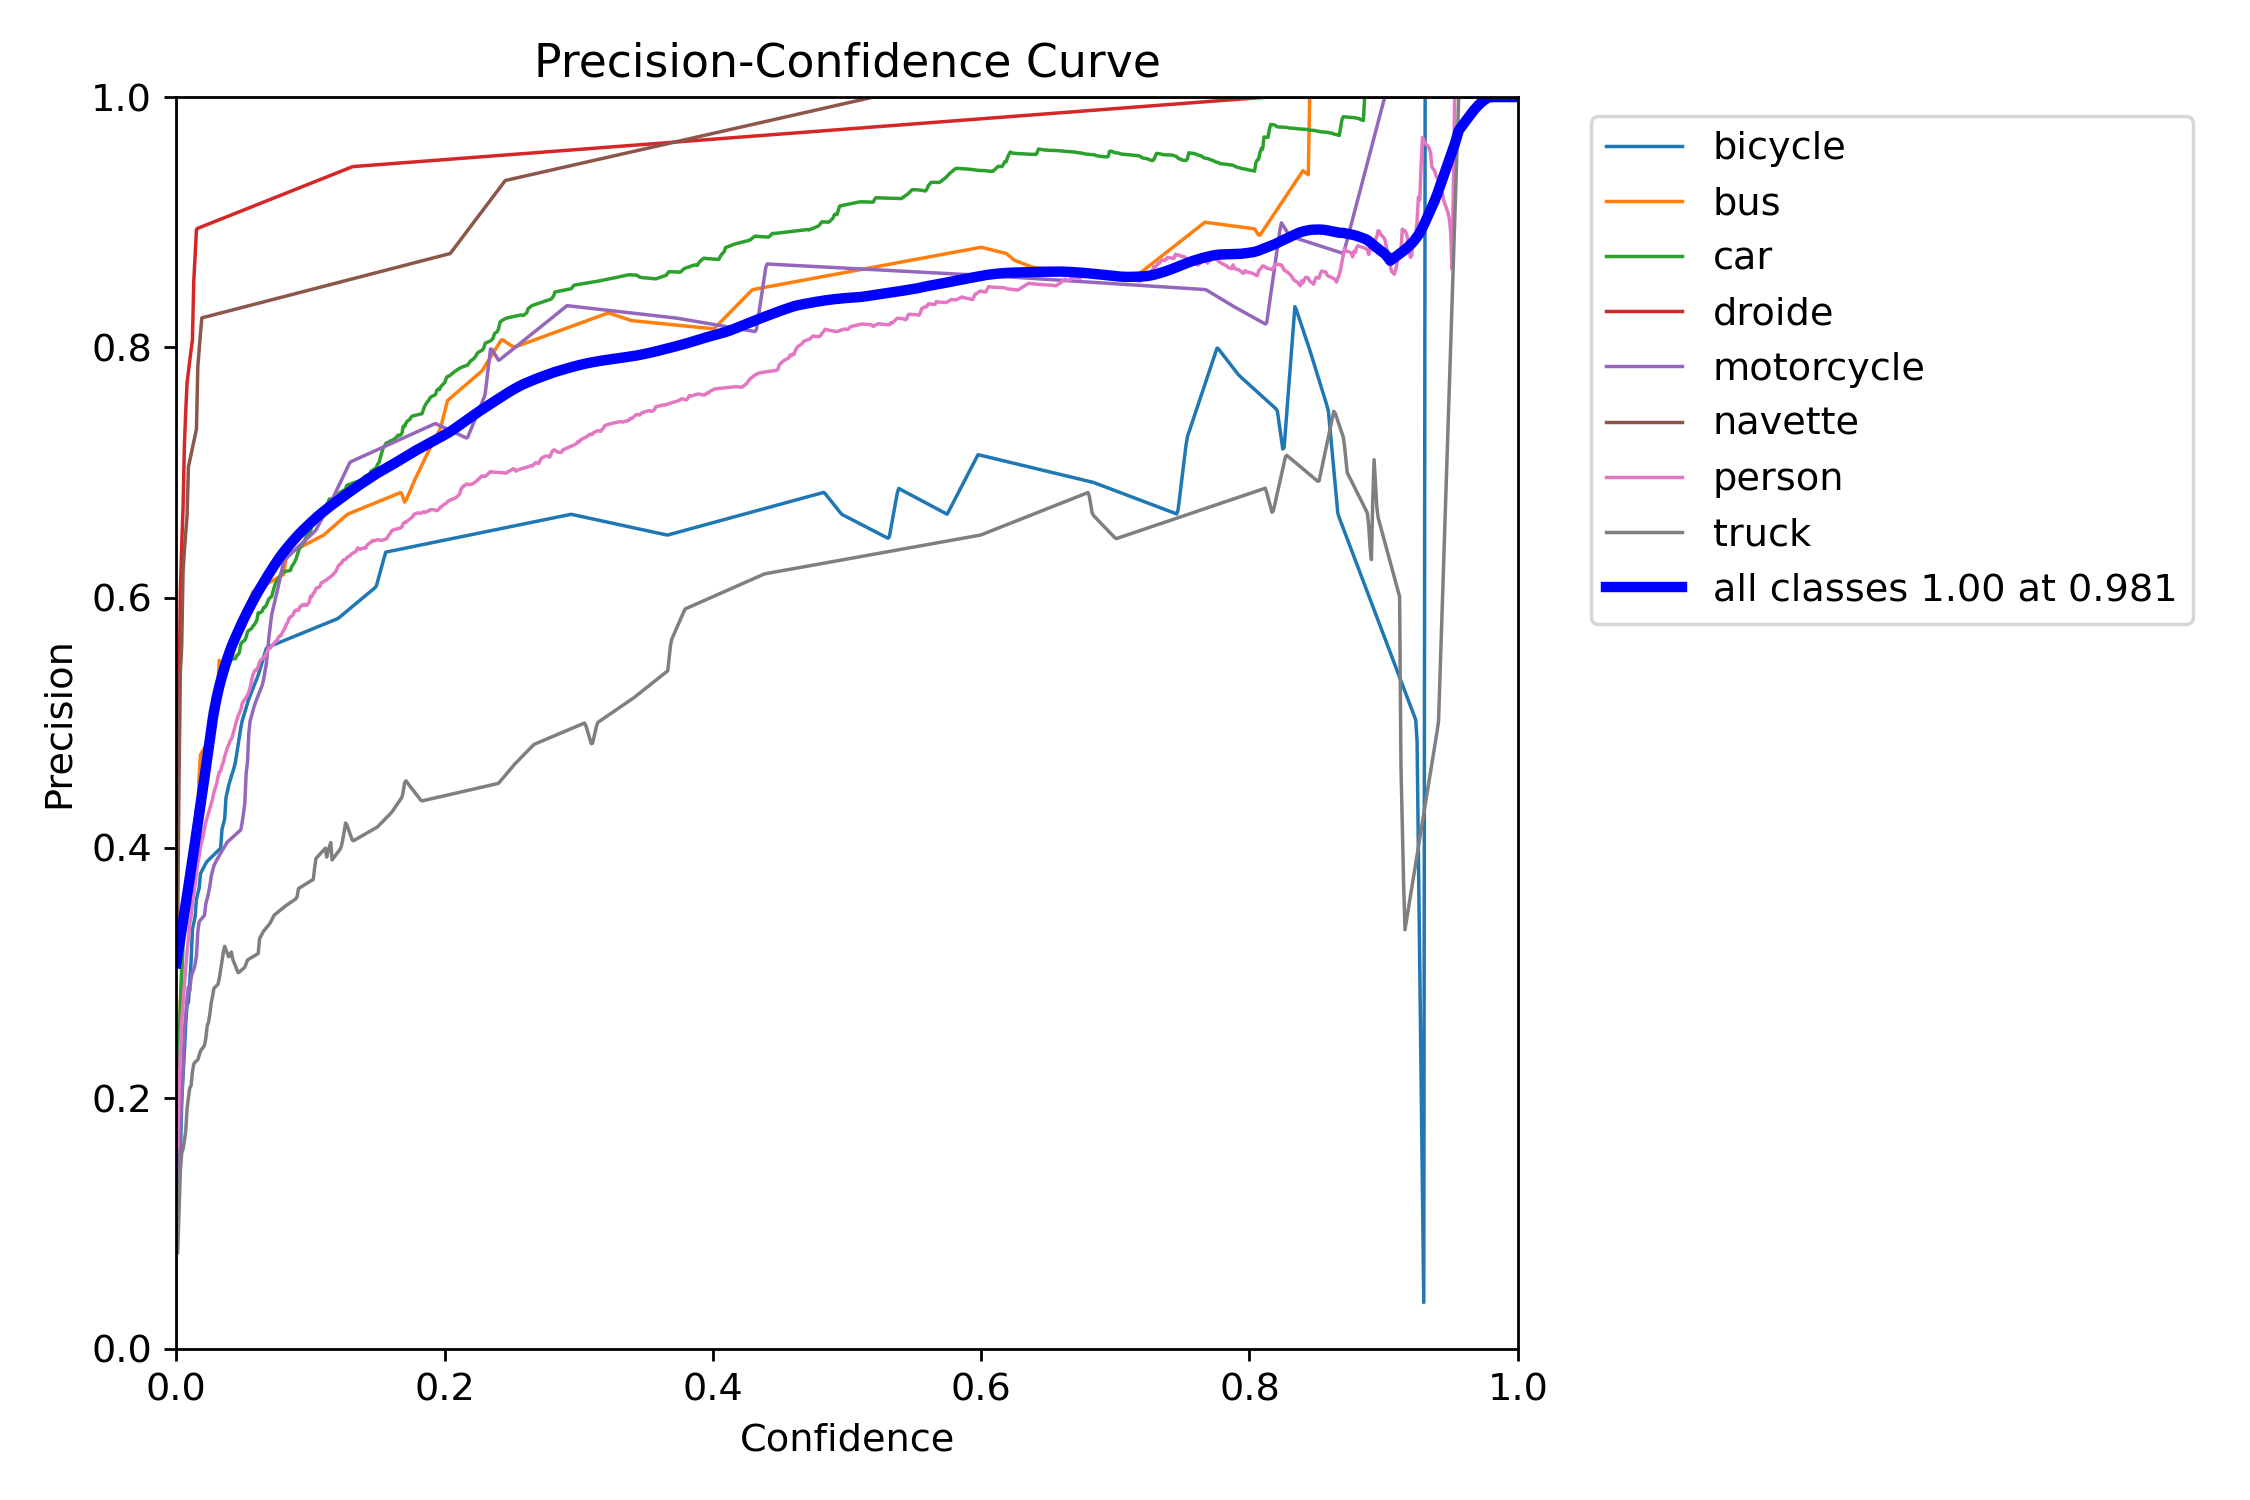 Precision-Confidence Curve
1.0
0.8
0.6
0.4
0.2
0.0
Precision
0.0 0.2 0.4 0.6 0.8 1.0
Confidence
bicycle
bus
car
droide
motorcycle
navette
person
truck
all classes 1.00 at 0.981